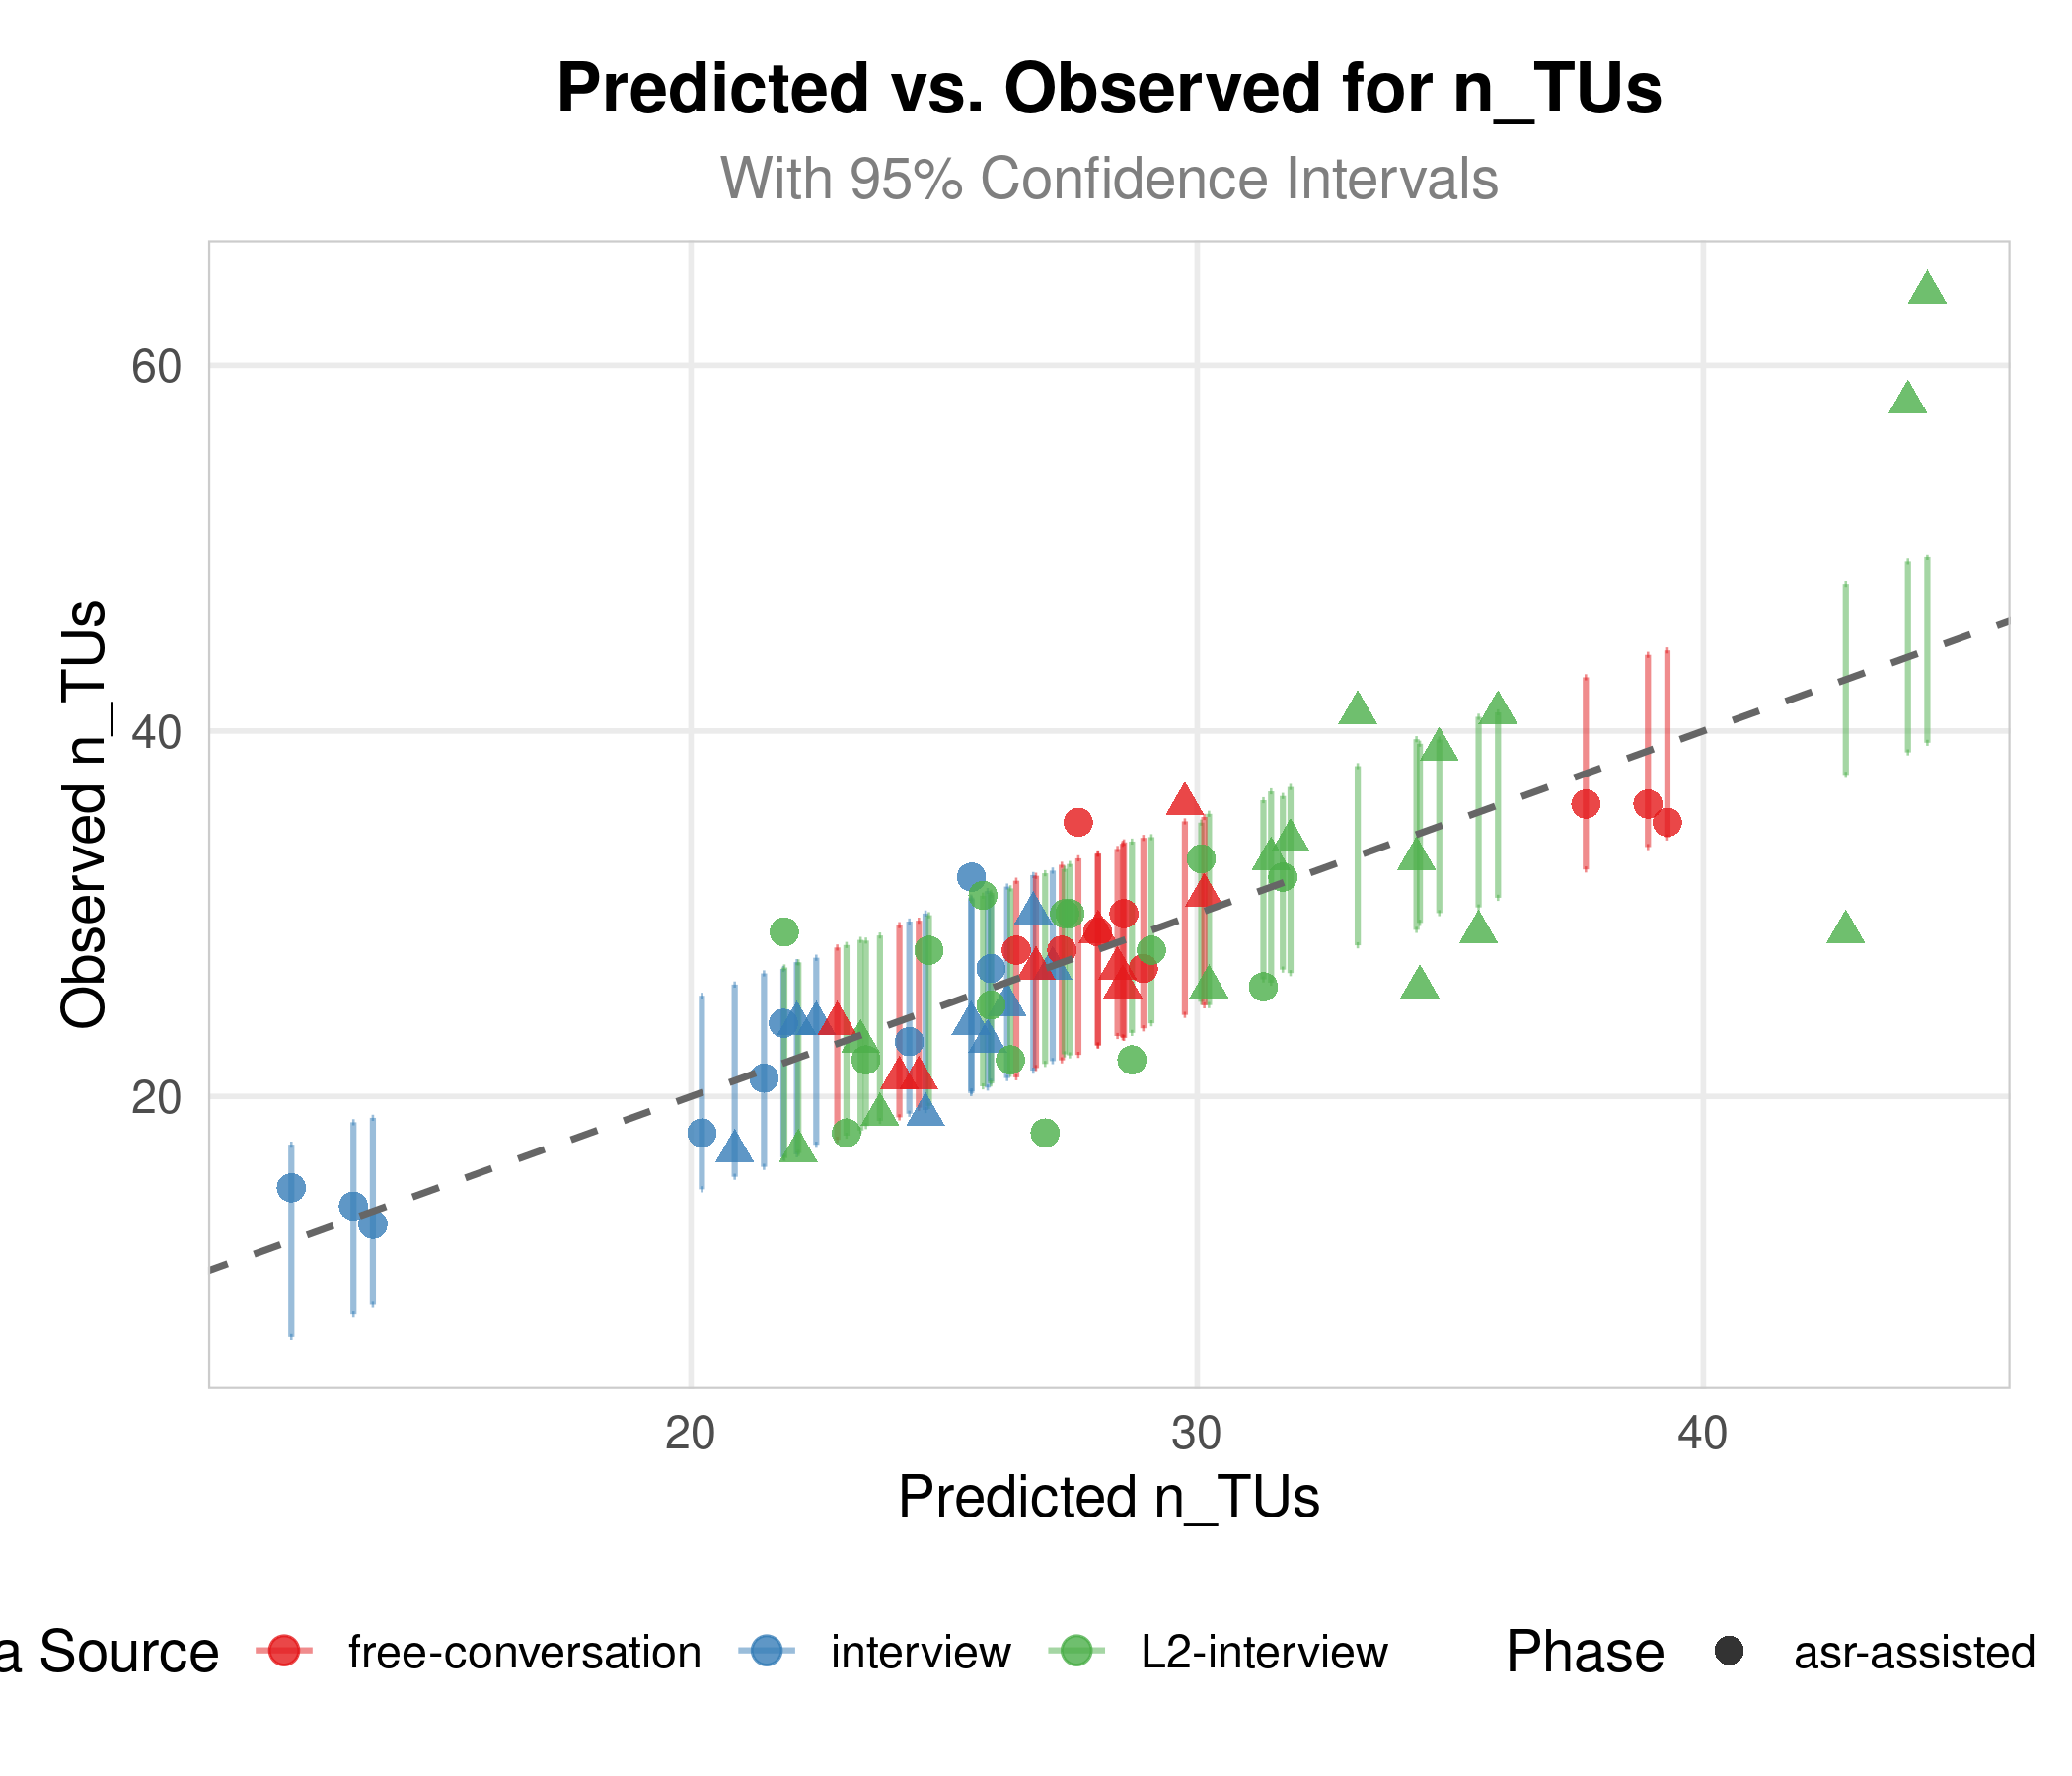 Predicted vs. Observed for n_TUs
With 95% Confidence Intervals
Observed n_TUs
60
40
20
20 30 40
Predicted n_TUs
a Source free-conversation interview L2-interview Phase asr-assisted